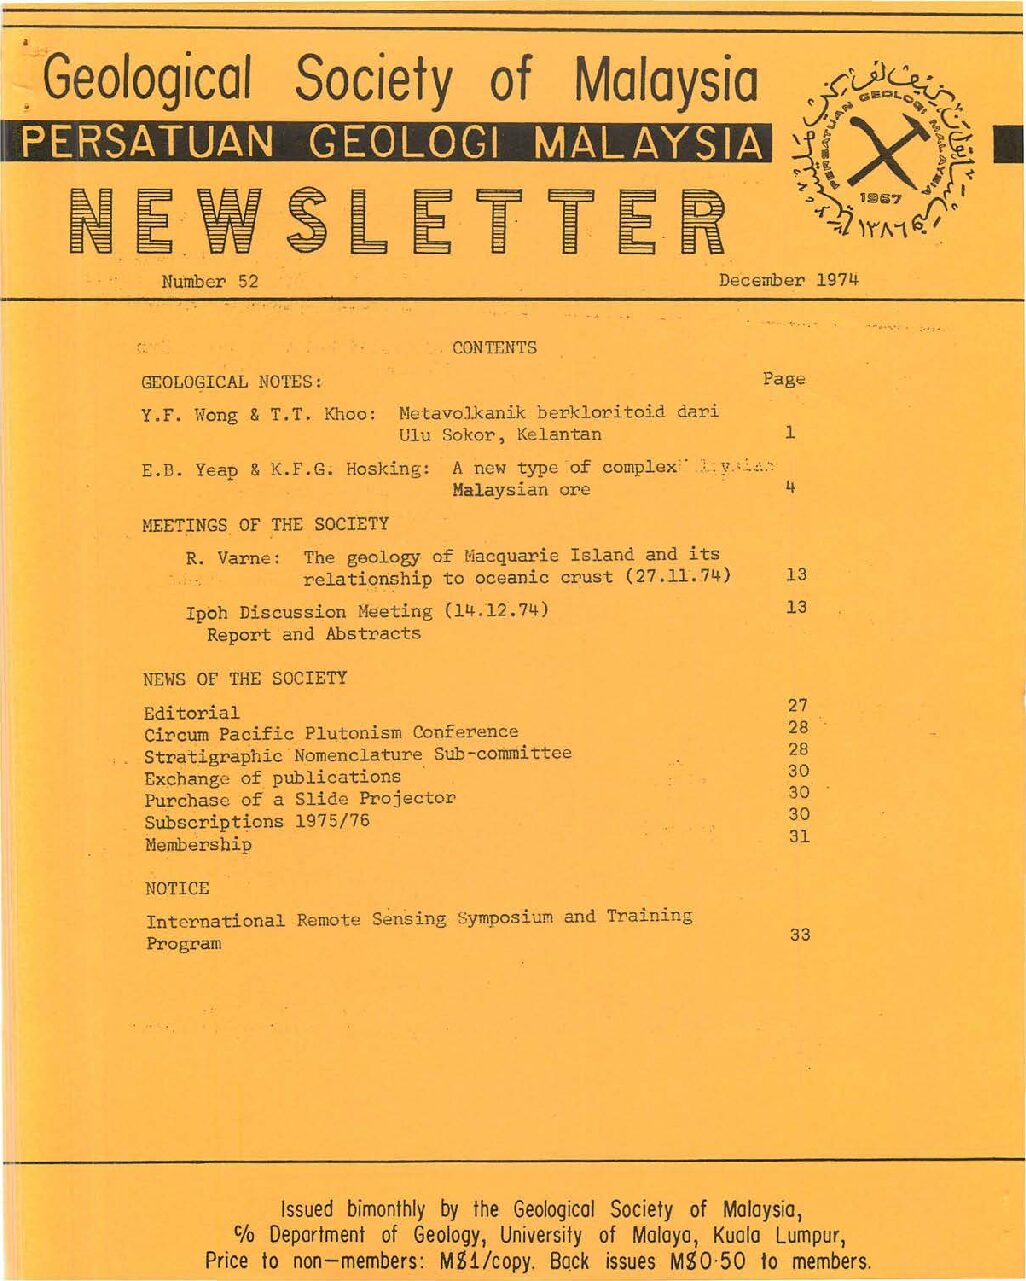 Geological Society of Malaysia
PERSATUAN GEOLOGI MALAYSIA
PERSATUAN GEOLOGI MALAYSIA
1967
١٣٨٦
NEWSLETTER
Number 52 December 1974
CONTENTS
GEOLOGICAL NOTES: Page
Y.F. Wong & T.T. Khoo: Metavolkanik berkloritoid dari
Ulu Sokor, Kelantan 1
E.B. Yeap & K.F.G. Hosking: A new type of complex
Malaysian ore 4
MEETINGS OF THE SOCIETY
R. Varne: The geology of Macquarie Island and its
relationship to oceanic crust (27.11.74) 13
Ipoh Discussion Meeting (14.12.74) 13
Report and Abstracts
NEWS OF THE SOCIETY
Editorial 27
Circum Pacific Plutonism Conference 28
Stratigraphic Nomenclature Sub-committee 28
Exchange of publications 30
Purchase of a Slide Projector 30
Subscriptions 1975/76 30
Membership 31
NOTICE
International Remote Sensing Symposium and Training
Program 33
Issued bimonthly by the Geological Society of Malaysia,
c/o Department of Geology, University of Malaya, Kuala Lumpur,
Price to non-members: M$1/copy. Back issues M$0·50 to members.